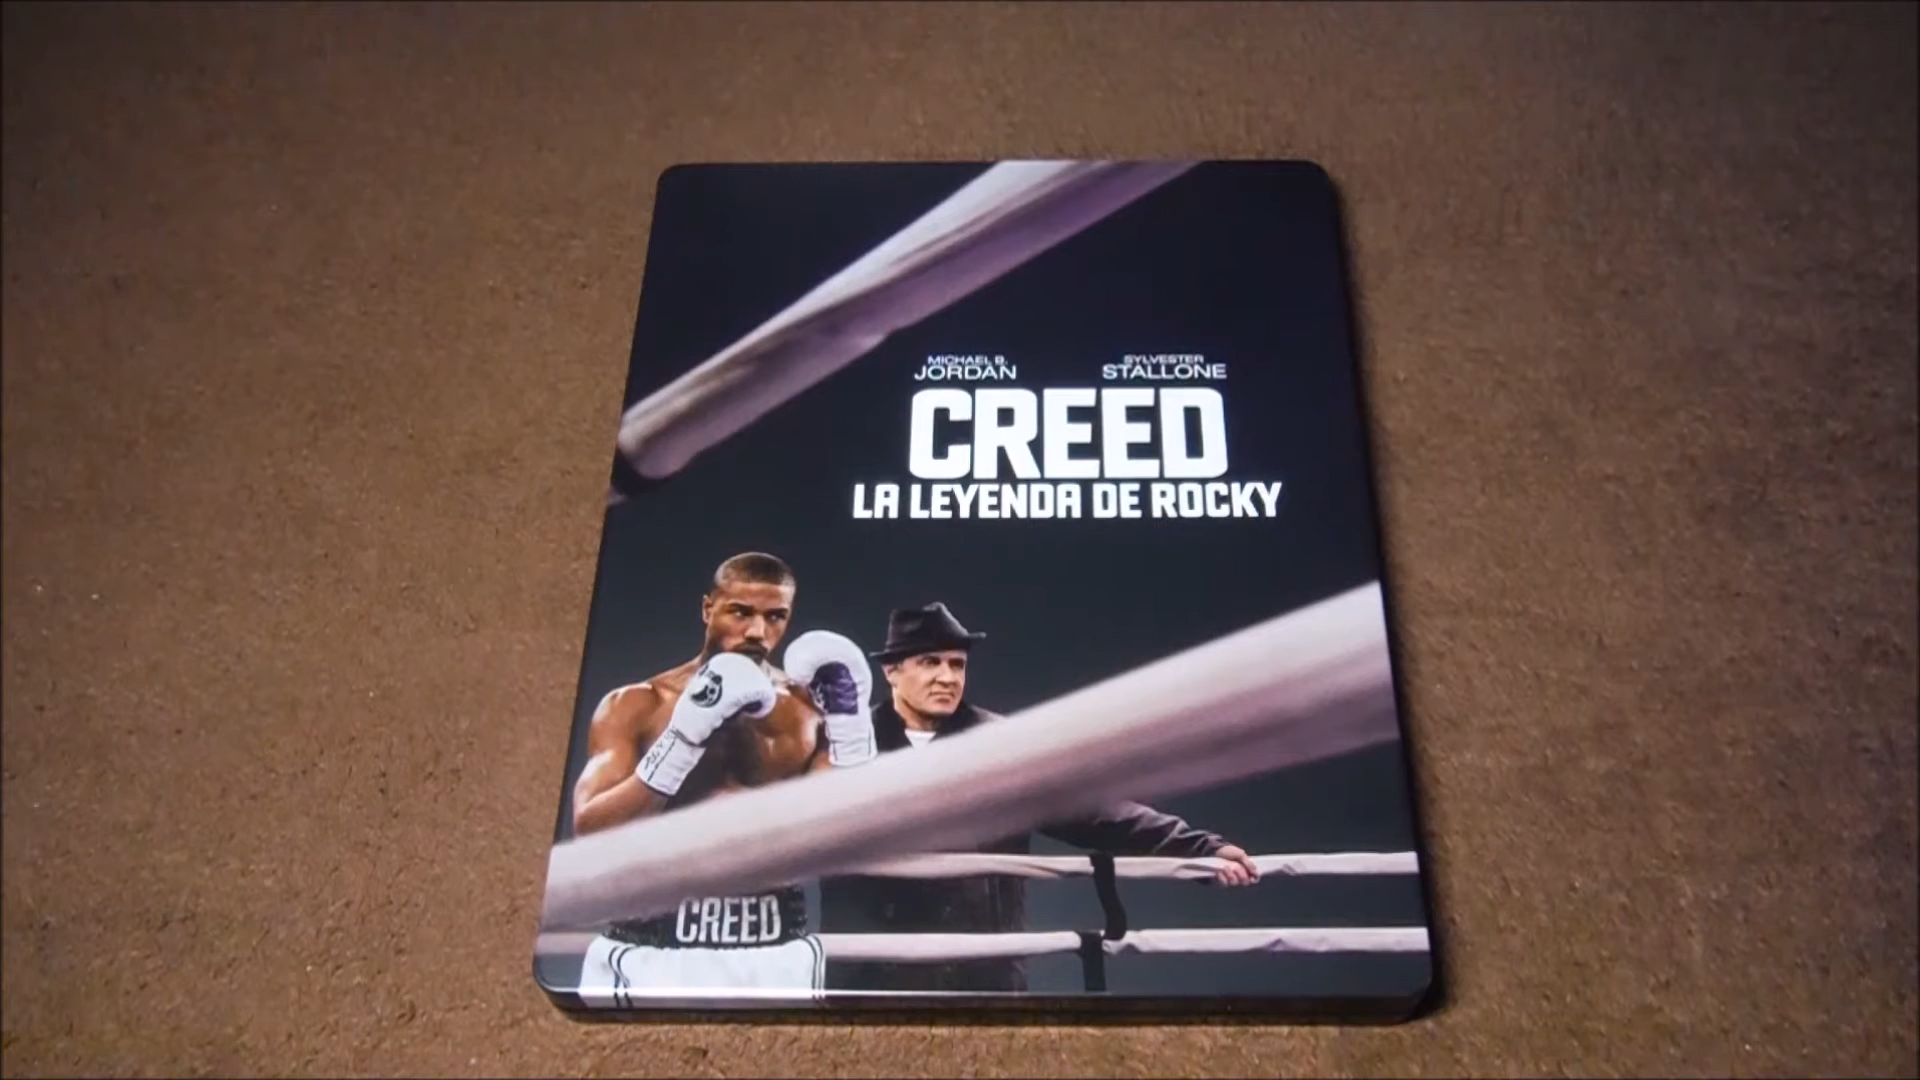 MICHAEL B. JORDAN
SYLVESTER STALLONE
CREED
LA LEYENDA DE ROCKY
CREED